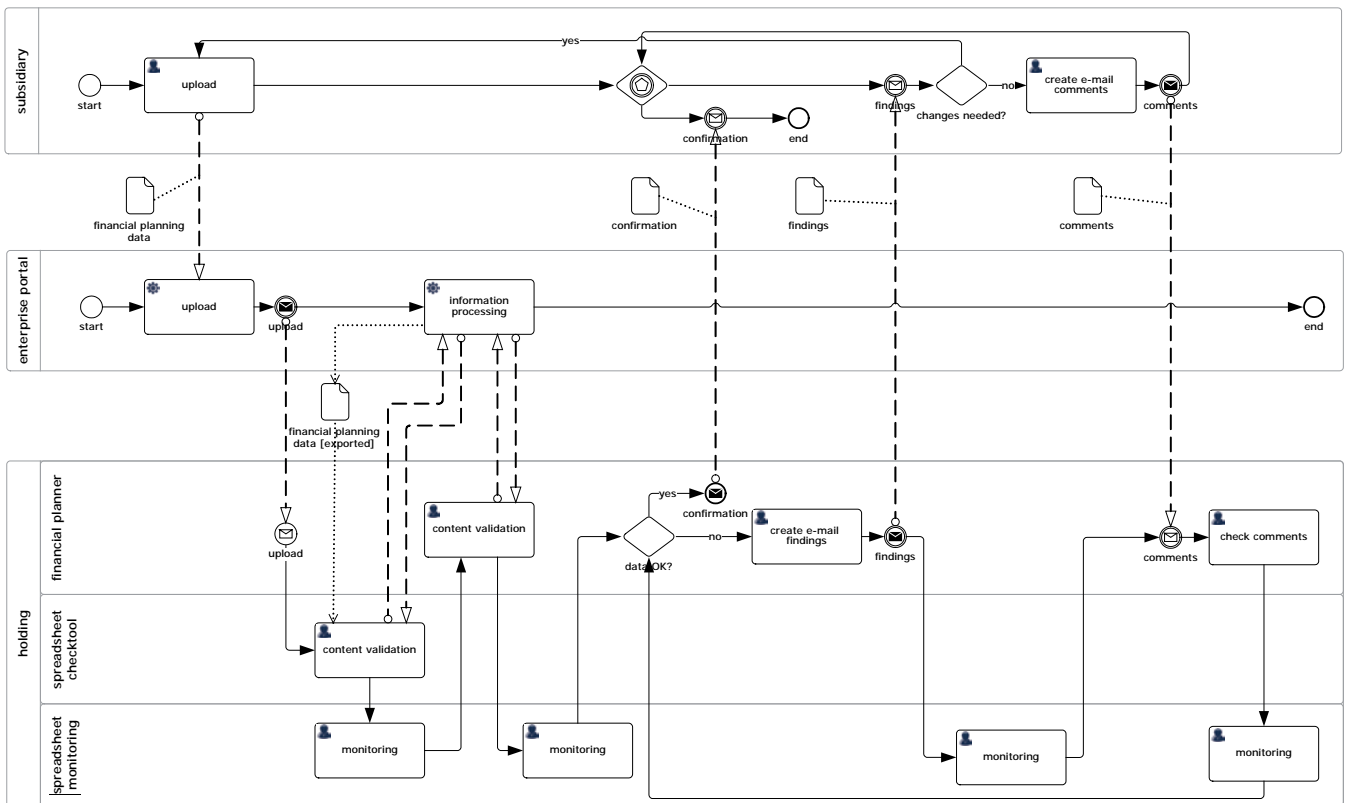 subsidiary
yes
upload
start
findings
changes needed?
no
create e-mail
comments
comments
confirmation
end
financial planning
data
confirmation
findings
comments
enterprise portal
start
upload
upload
information
processing
end
financial planning
data [exported]
holding
financial planner
upload
content validation
data OK?
yes
confirmation
no
create e-mail
findings
findings
comments
check comments
spreadsheet
checktool
content validation
spreadsheet
monitoring
monitoring
monitoring
monitoring
monitoring